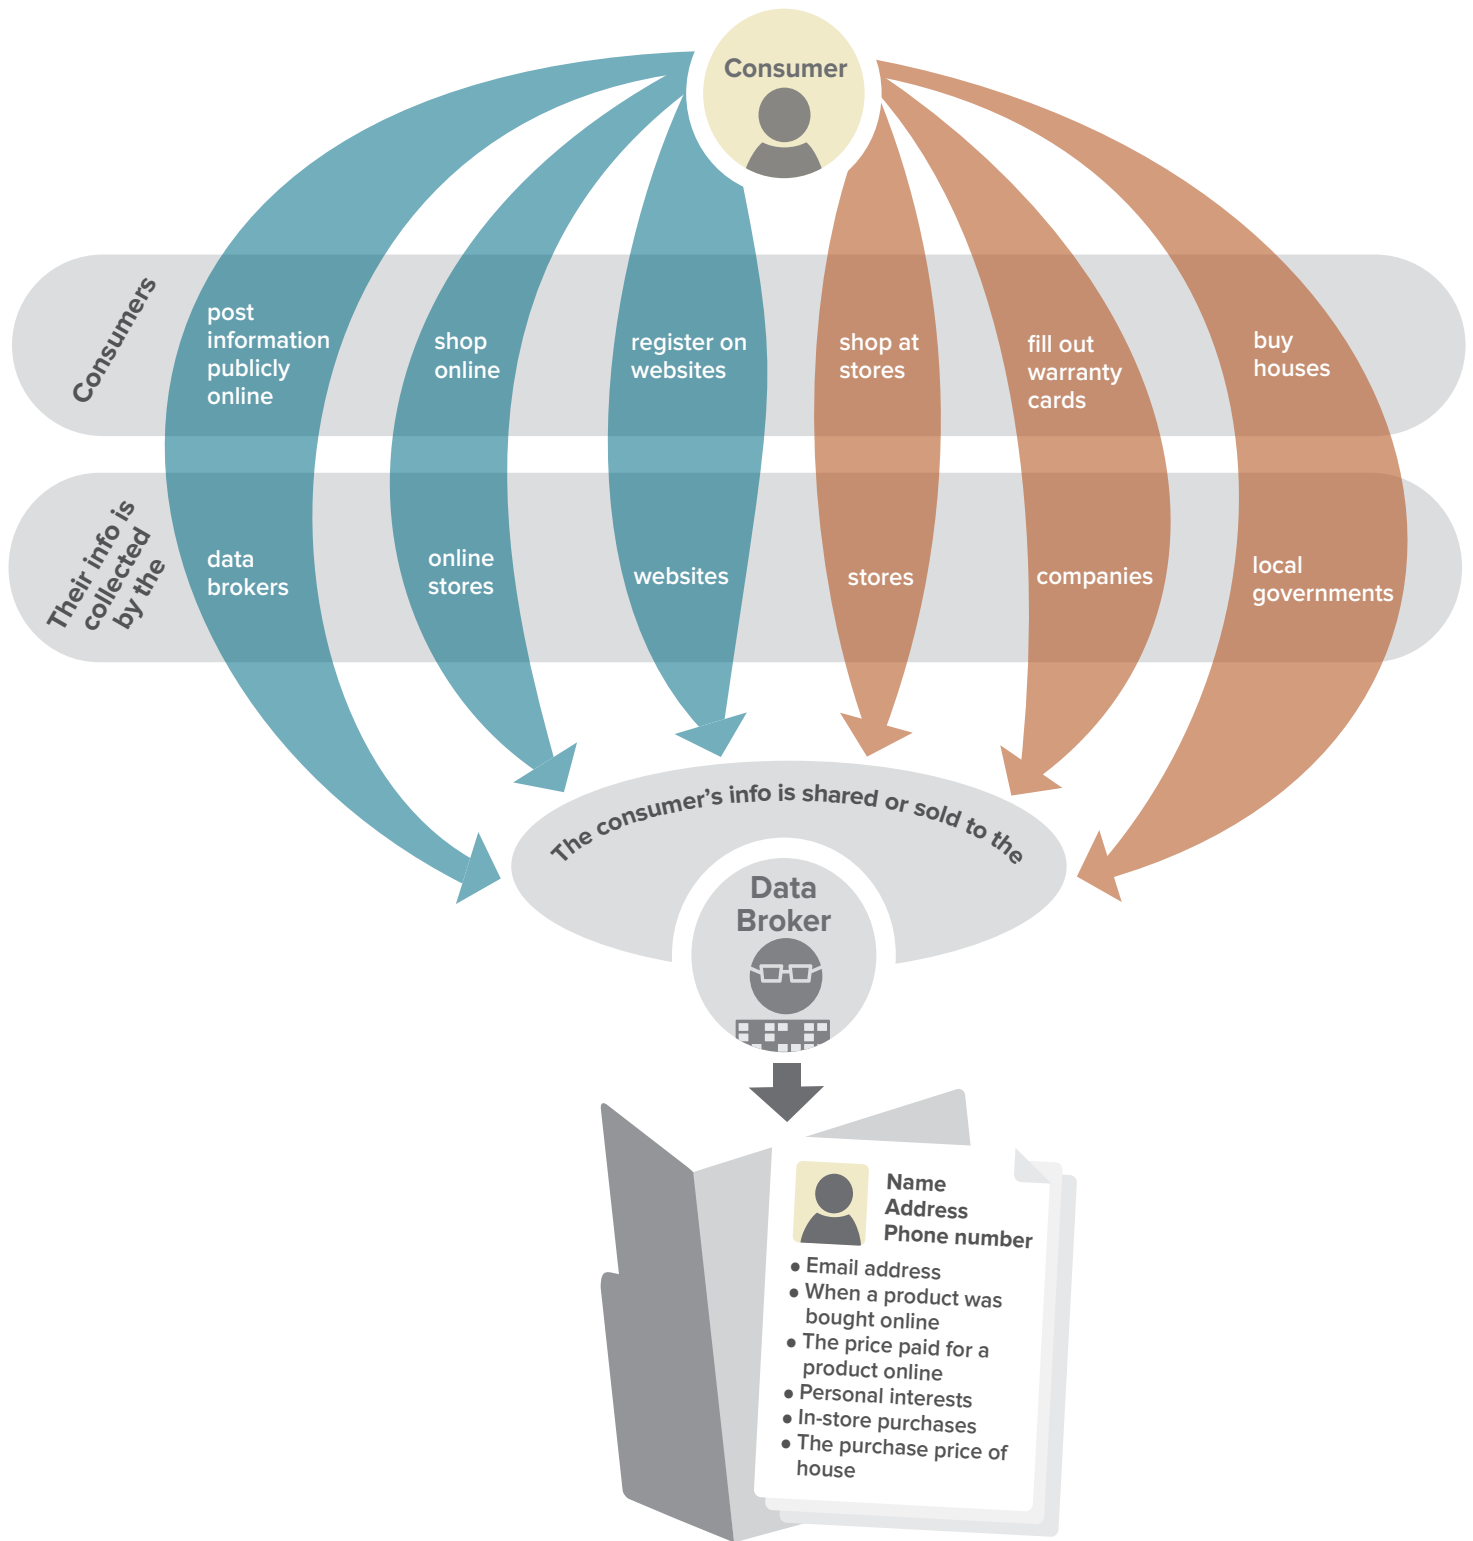 Consumer
Consumers
post
information
publicly
online
shop
online
register on
websites
shop at
stores
fill out
warranty
cards
buy
houses
Their info is
collected
by the
data
brokers
online
stores
websites
stores
companies
local
governments
The consumer’s info is shared or sold to the
Data
Broker
Name
Address
Phone number
• Email address
• When a product was
bought online
• The price paid for a
product online
• Personal interests
• In-store purchases
• The purchase price of
house